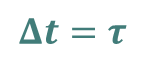 Δt = τ